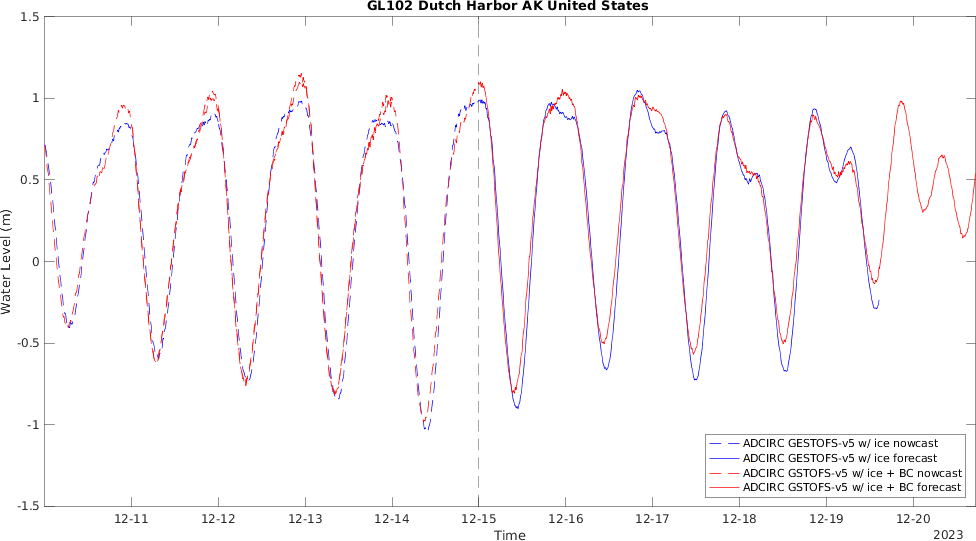 GL102 Dutch Harbor AK United States
1.5
1
0.5
0
-0.5
-1
-1.5
Water Level (m)
12-11 12-12 12-13 12-14 12-15 12-16 12-17 12-18 12-19 12-20
Time
2023
ADCIRC GESTOFS-v5 w/ ice nowcast
ADCIRC GESTOFS-v5 w/ ice forecast
ADCIRC GSTOFS-v5 w/ ice + BC nowcast
ADCIRC GSTOFS-v5 w/ ice + BC forecast